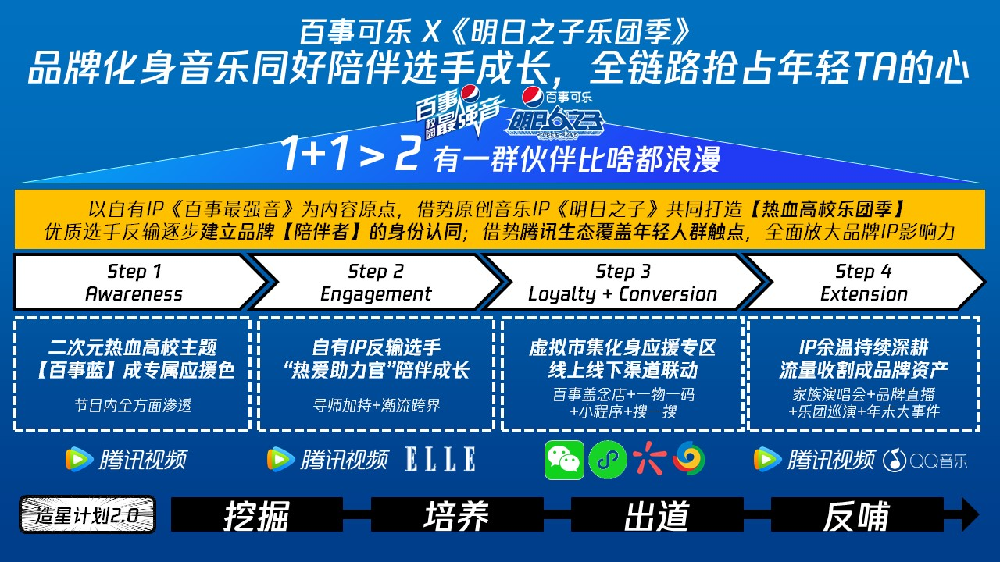 百事可乐 X《明日之子乐团季》
品牌化身音乐同好陪伴选手成长，全链路抢占年轻TA的心
百事
校园最强音
百事可乐
明日之子
SUPER BAND
1+1 > 2 有一群伙伴比啥都浪漫
以自有IP《百事最强音》为内容原点，借势原创音乐IP《明日之子》共同打造【热血高校乐团季】
优质选手反输逐步建立品牌【陪伴者】的身份认同；借势腾讯生态覆盖年轻人群触点，全面放大品牌IP影响力
Step 1
Awareness
Step 2
Engagement
Step 3
Loyalty + Conversion
Step 4
Extension
二次元热血高校主题
【百事蓝】成专属应援色
节目内全方面渗透
自有IP反输选手
“热爱助力官”陪伴成长
导师加持+潮流跨界
虚拟市集化身应援专区
线上线下渠道联动
百事盖念店+一物一码
+小程序+搜一搜
IP余温持续深耕
流量收割成品牌资产
家族演唱会+品牌直播
+乐团巡演+年末大事件
腾讯视频
腾讯视频
ELLE
腾讯视频
QQ音乐
造星计划2.0
挖掘
培养
出道
反哺